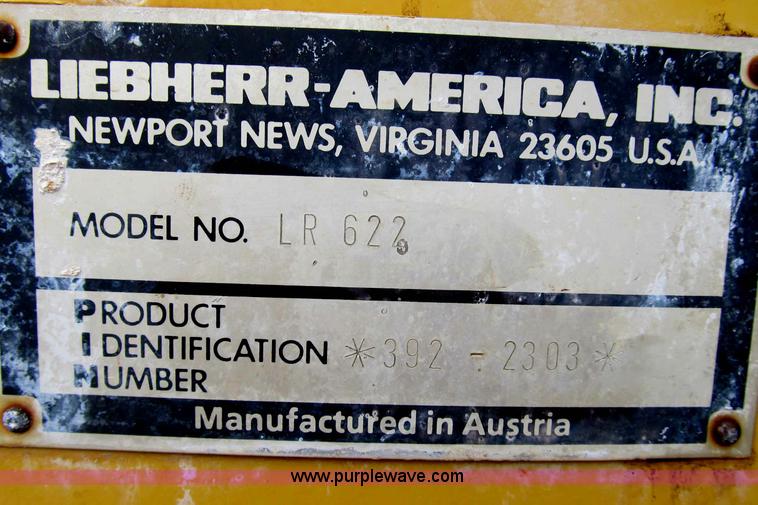 LIEBHERR-AMERICA, INC.
NEWPORT NEWS, VIRGINIA 23605 U.S.A
MODEL NO. LR 622
PRODUCT
IDENTIFICATION *392-2303*
NUMBER
Manufactured in Austria
www.purplewave.com